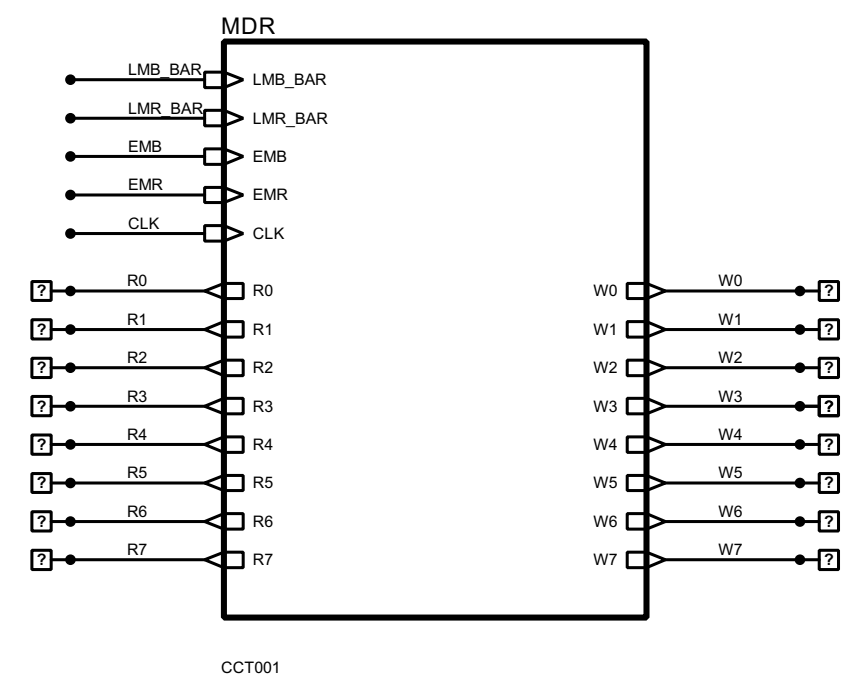 MDR
LMB_BAR LMB_BAR
LMR_BAR LMR_BAR
EMB EMB
EMR EMR
CLK CLK
? R0 R0 W0 W0 ?
? R1 R1 W1 W1 ?
? R2 R2 W2 W2 ?
? R3 R3 W3 W3 ?
? R4 R4 W4 W4 ?
? R5 R5 W5 W5 ?
? R6 R6 W6 W6 ?
? R7 R7 W7 W7 ?
CCT001